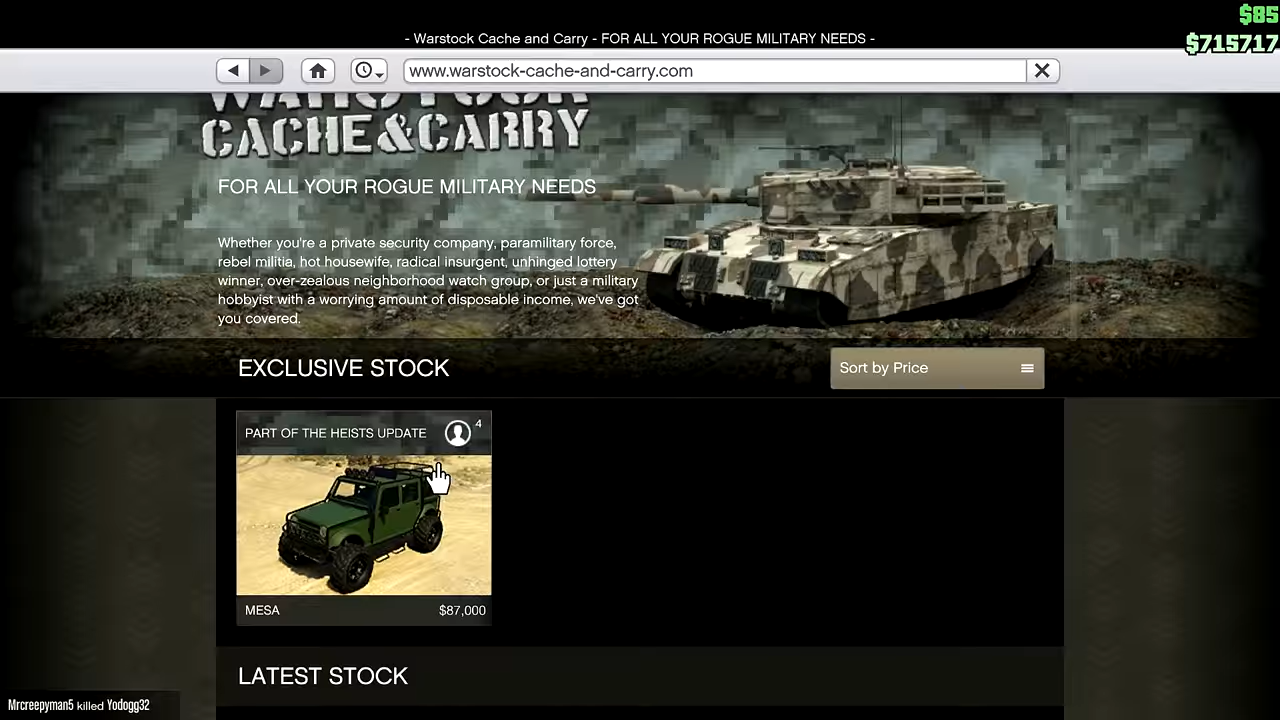 $85
- Warstock Cache and Carry - FOR ALL YOUR ROGUE MILITARY NEEDS -
$715717
www.warstock-cache-and-carry.com
WARSTOCK
CACHE&CARRY
FOR ALL YOUR ROGUE MILITARY NEEDS
Whether you're a private security company, paramilitary force,
rebel militia, hot housewife, radical insurgent, unhinged lottery
winner, over-zealous neighborhood watch group, or just a military
hobbyist with a worrying amount of disposable income, we've got
you covered.
EXCLUSIVE STOCK
Sort by Price
PART OF THE HEISTS UPDATE
4
MESA $87,000
LATEST STOCK
Mrcreepyman5 killed Yodogg32